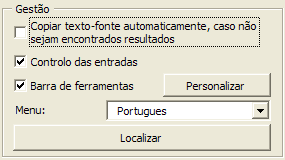 Gestão
Copiar texto-fonte automaticamente, caso não
sejam encontrados resultados
Controlo das entradas
Barra de ferramentas
Personalizar
Menu:
Portugues
Localizar